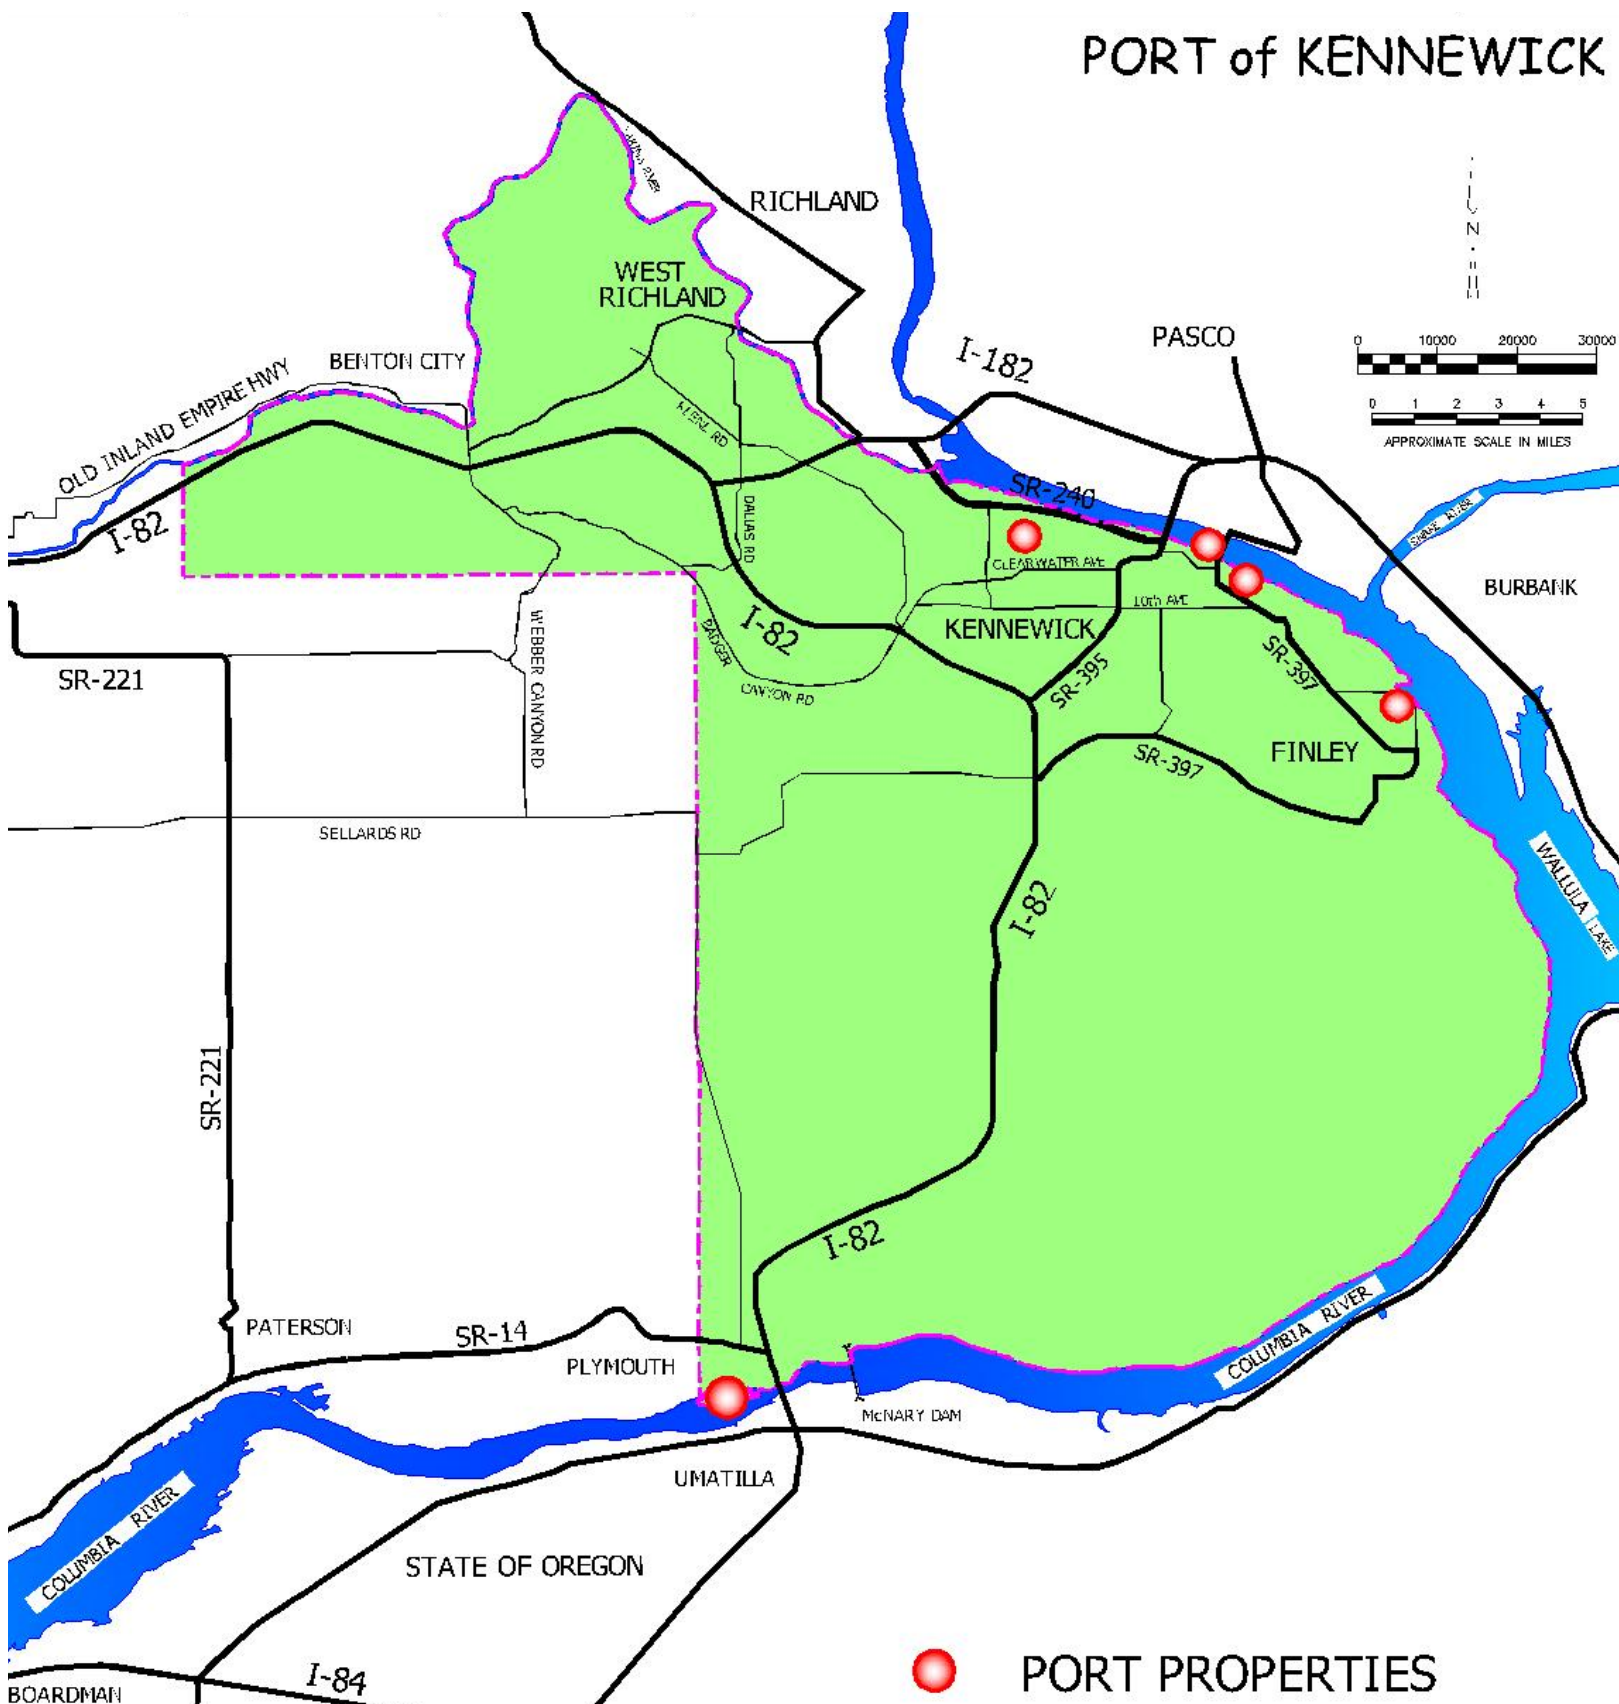 PORT of KENNEWICK
RICHLAND
N
WEST
RICHLAND
PASCO
I-182
0 10000 20000 30000
BENTON CITY
0 1 2 3 4 5
APPROXIMATE SCALE IN MILES
OLD INLAND EMPIRE HWY
I-82
SR-240
SNAKE RIVER
DALLAS RD
CLEARWATER AVE
BURBANK
10th AVE
KENNEWICK
I-82
BADGER
CANYON RD
WEBBER CANYON RD
SR-221
SR-395
SR-397
FINLEY
SR-397
SELLARDS RD
WALLULA
LAKE
I-82
SR-221
I-82
PATERSON
SR-14
PLYMOUTH
COLUMBIA RIVER
McNARY DAM
UMATILLA
COLUMBIA RIVER
STATE OF OREGON
I-84
BOARDMAN
PORT PROPERTIES